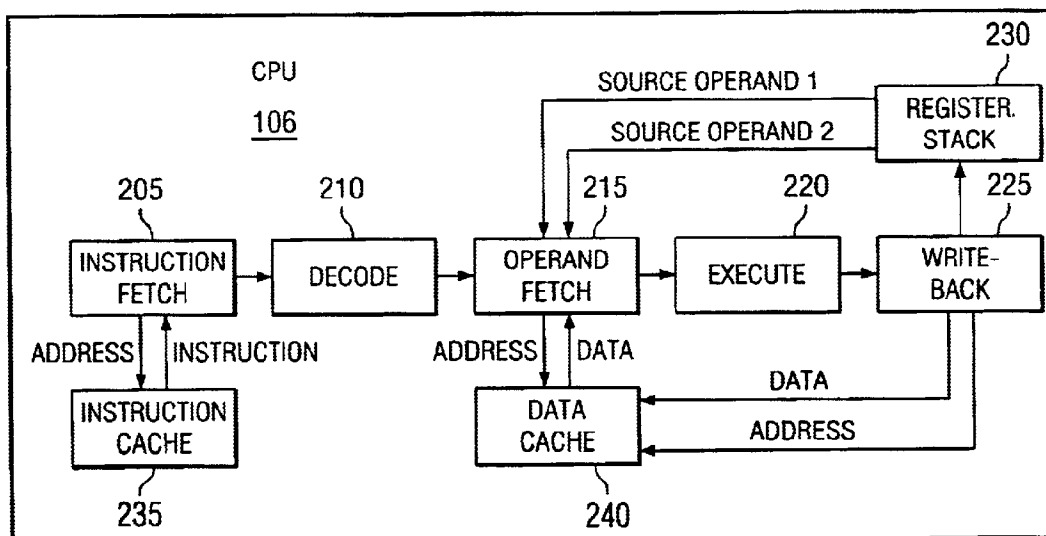 CPU
106
SOURCE OPERAND 1
SOURCE OPERAND 2
230
REGISTER.
STACK
205
210
215
220
225
INSTRUCTION
FETCH
DECODE
OPERAND
FETCH
EXECUTE
WRITE-
BACK
ADDRESS
INSTRUCTION
ADDRESS
DATA
INSTRUCTION
CACHE
DATA
CACHE
DATA
ADDRESS
235
240